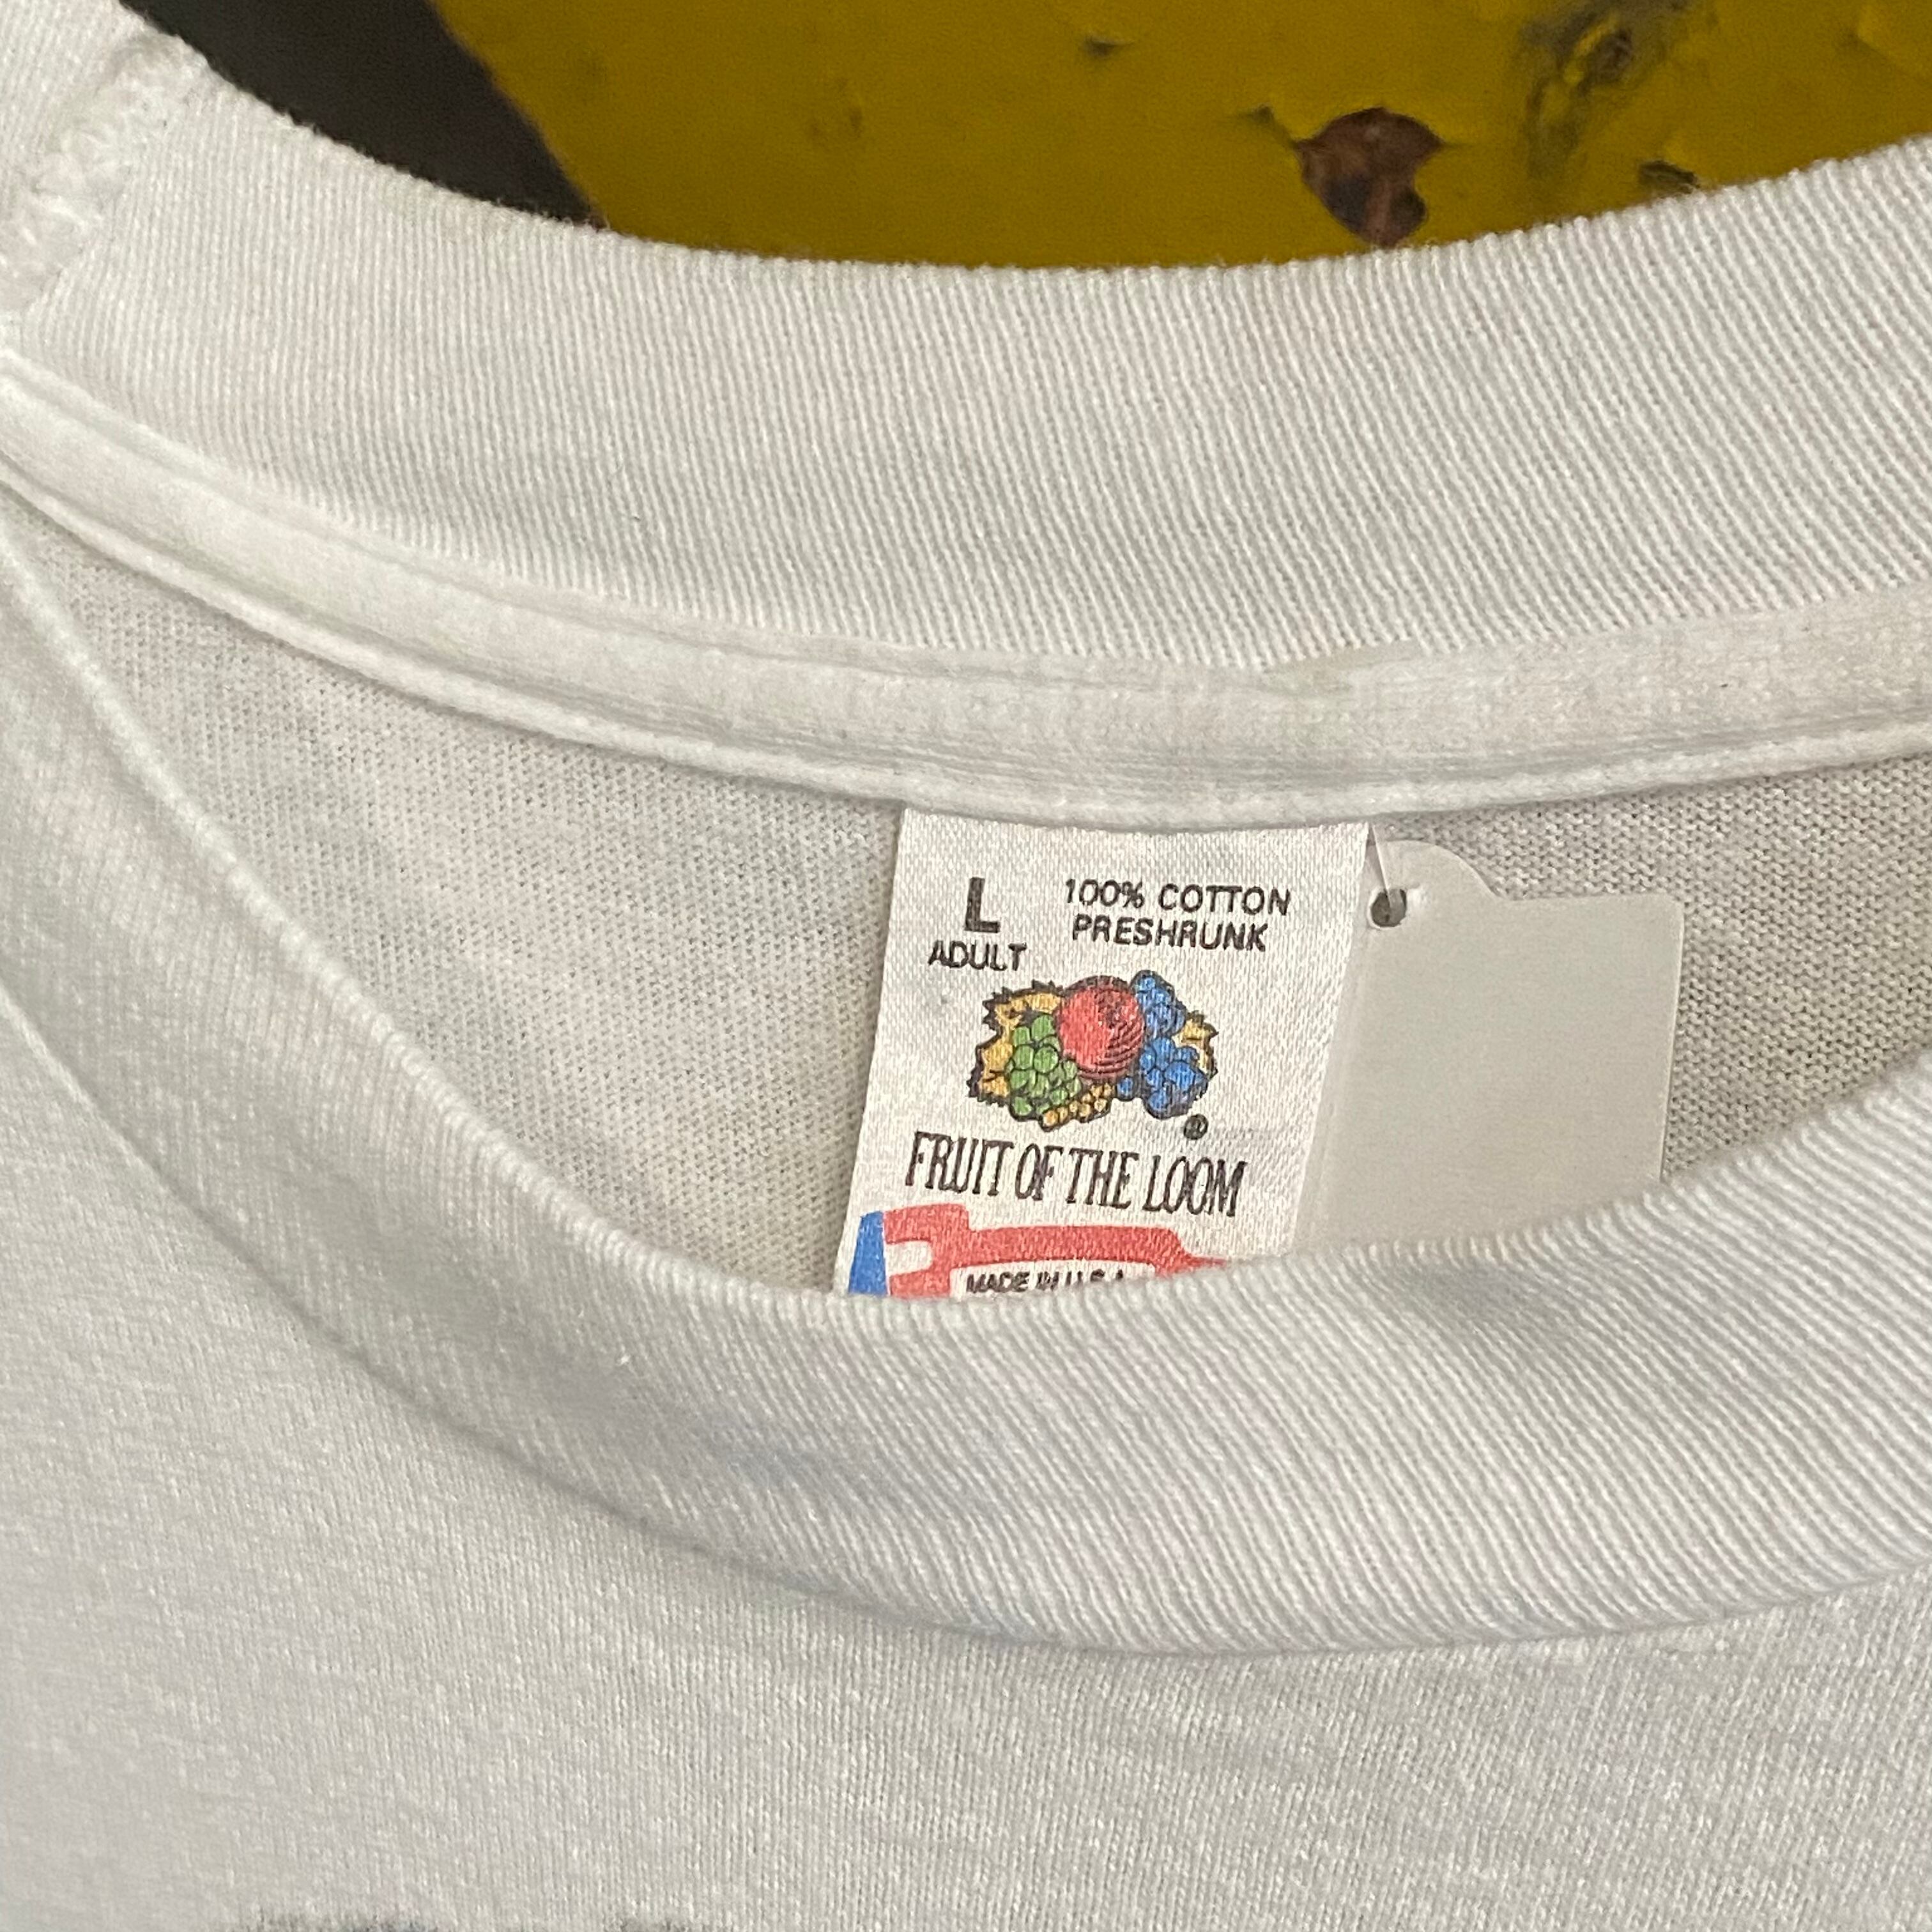 L
ADULT
100% COTTON
PRESHRUNK
®
FRUIT OF THE LOOM
MADE IN U.S.A.